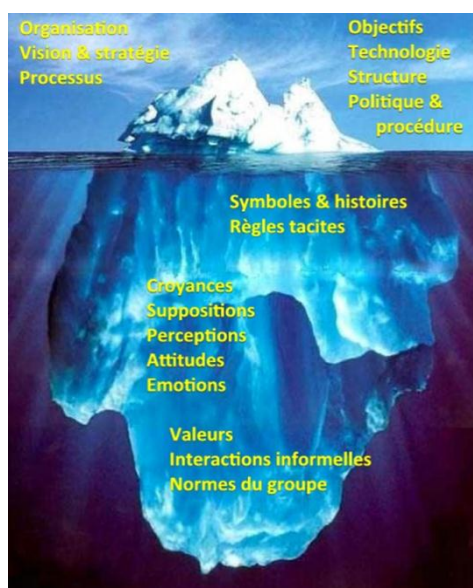 Organisation
Vision & stratégie
Processus
Objectifs
Technologie
Structure
Politique &
procédure
Symboles & histoires
Règles tacites
Croyances
Suppositions
Perceptions
Attitudes
Emotions
Valeurs
Interactions informelles
Normes du groupe